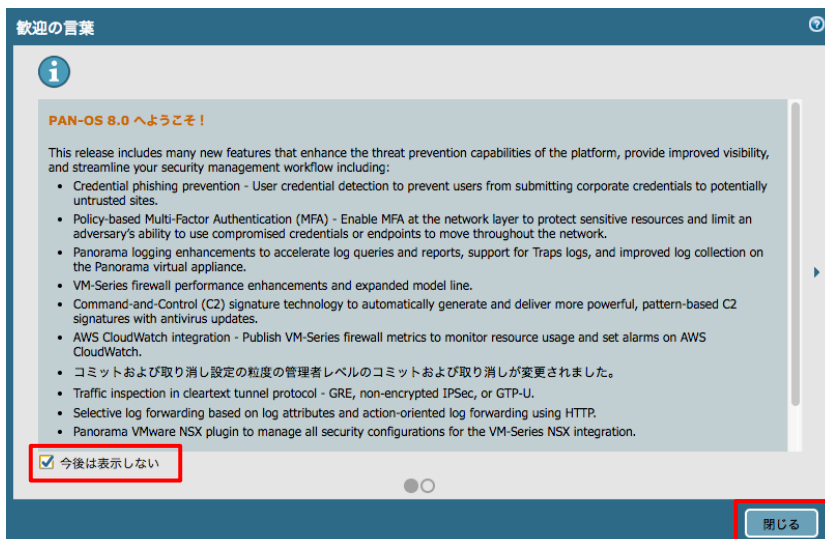 歓迎の言葉
PAN-OS 8.0 へようこそ！
This release includes many new features that enhance the threat prevention capabilities of the platform, provide improved visibility,
and streamline your security management workflow including:
• Credential phishing prevention - User credential detection to prevent users from submitting corporate credentials to potentially
untrusted sites.
• Policy-based Multi-Factor Authentication (MFA) - Enable MFA at the network layer to protect sensitive resources and limit an
adversary's ability to use compromised credentials or endpoints to move throughout the network.
• Panorama logging enhancements to accelerate log queries and reports, support for Traps logs, and improved log collection on
the Panorama virtual appliance.
• VM-Series firewall performance enhancements and expanded model line.
• Command-and-Control (C2) signature technology to automatically generate and deliver more powerful, pattern-based C2
signatures with antivirus updates.
• AWS CloudWatch integration - Publish VM-Series firewall metrics to monitor resource usage and set alarms on AWS
CloudWatch.
• コミットおよび取り消し設定の粒度の管理者レベルのコミットおよび取り消しが変更されました。
• Traffic inspection in cleartext tunnel protocol - GRE, non-encrypted IPSec, or GTP-U.
• Selective log forwarding based on log attributes and action-oriented log forwarding using HTTP.
• Panorama VMware NSX plugin to manage all security configurations for the VM-Series NSX integration.
今後は表示しない
閉じる